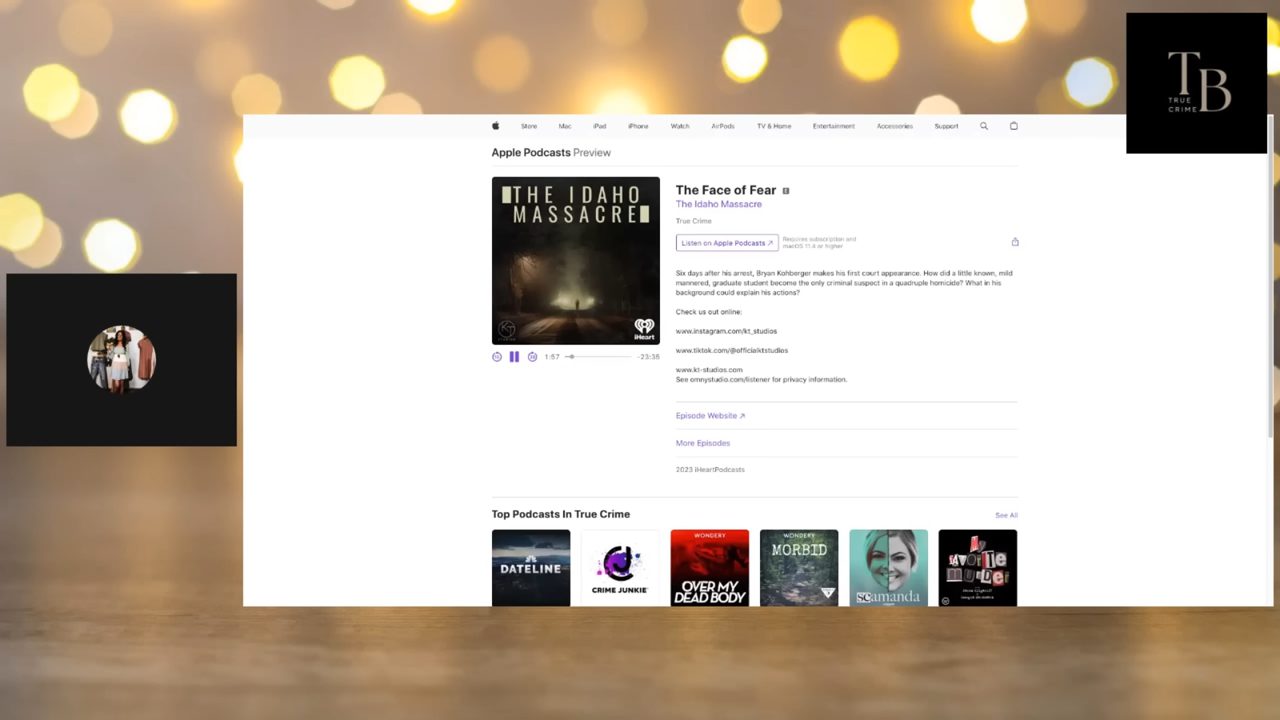 TB
TRUE
CRIME
Store Mac iPad iPhone Watch AirPods TV & Home Entertainment Accessories Support
Apple Podcasts Preview
THE IDAHO
MASSACRE
iHeart
The Face of Fear E
The Idaho Massacre
True Crime
Listen on Apple Podcasts ↗
Requires subscription and
macOS 11.4 or higher
Six days after his arrest, Bryan Kohberger makes his first court appearance. How did a little known, mild
mannered, graduate student become the only criminal suspect in a quadruple homicide? What in his
background could explain his actions?
Check us out online:
www.instagram.com/kt_studios
www.tiktok.com/@officialktstudios
www.kt-studios.com
See omnystudio.com/listener for privacy information.
1:57 -23:35
Episode Website ↗
More Episodes
2023 iHeartPodcasts
Top Podcasts In True Crime See All
DATELINE
CRIME JUNKIE
WONDERY
OVER MY
DEAD BODY
WONDERY
MORBID
scamanda
my
favorite
murder